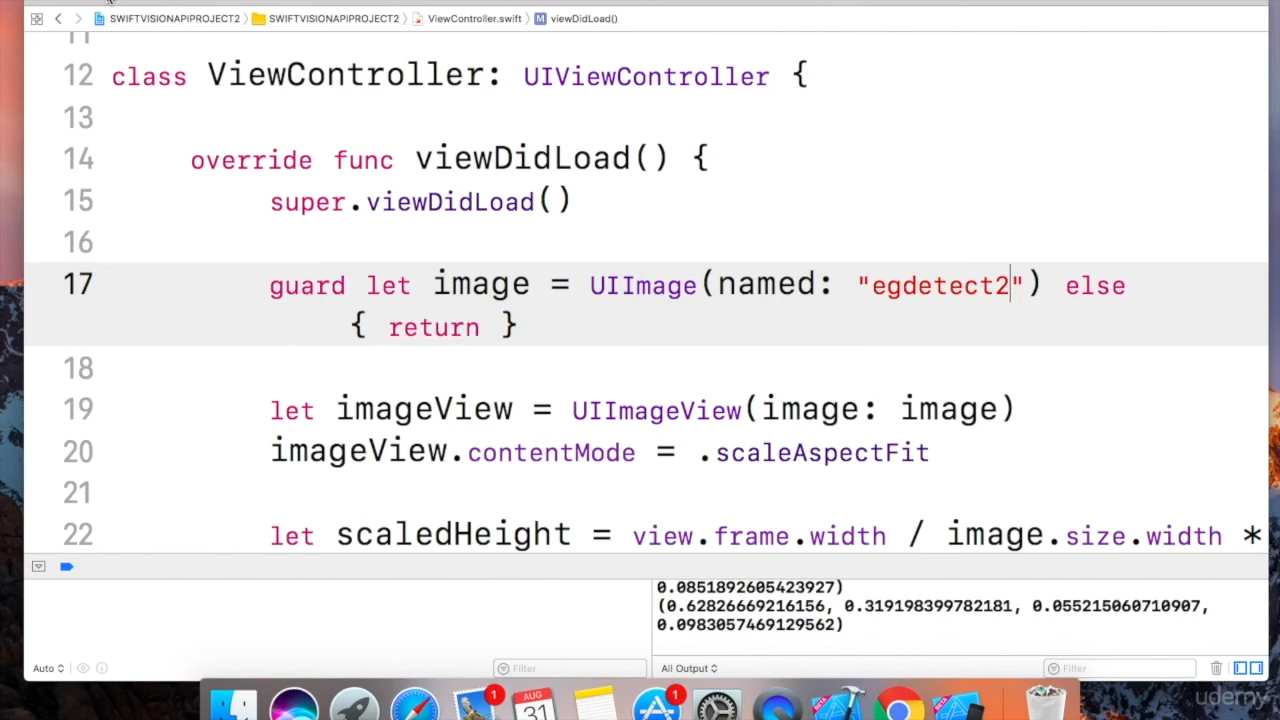 SWIFTVISIONAPIPROJECT2 〉 SWIFTVISIONAPIPROJECT2 〉 ViewController.swift 〉 M viewDidLoad()
11
12 class ViewController: UIViewController {
13
14 override func viewDidLoad() {
15 super.viewDidLoad()
16
17 guard let image = UIImage(named: "egdetect2") else
{ return }
18
19 let imageView = UIImageView(image: image)
20 imageView.contentMode = .scaleAspectFit
21
22 let scaledHeight = view.frame.width / image.size.width *
0.0851892605423927)
(0.62826669216156, 0.319198399782181, 0.055215060710907,
0.0983057469129562)
Auto Filter All Output Filter
1 AUG 31 1
udemy